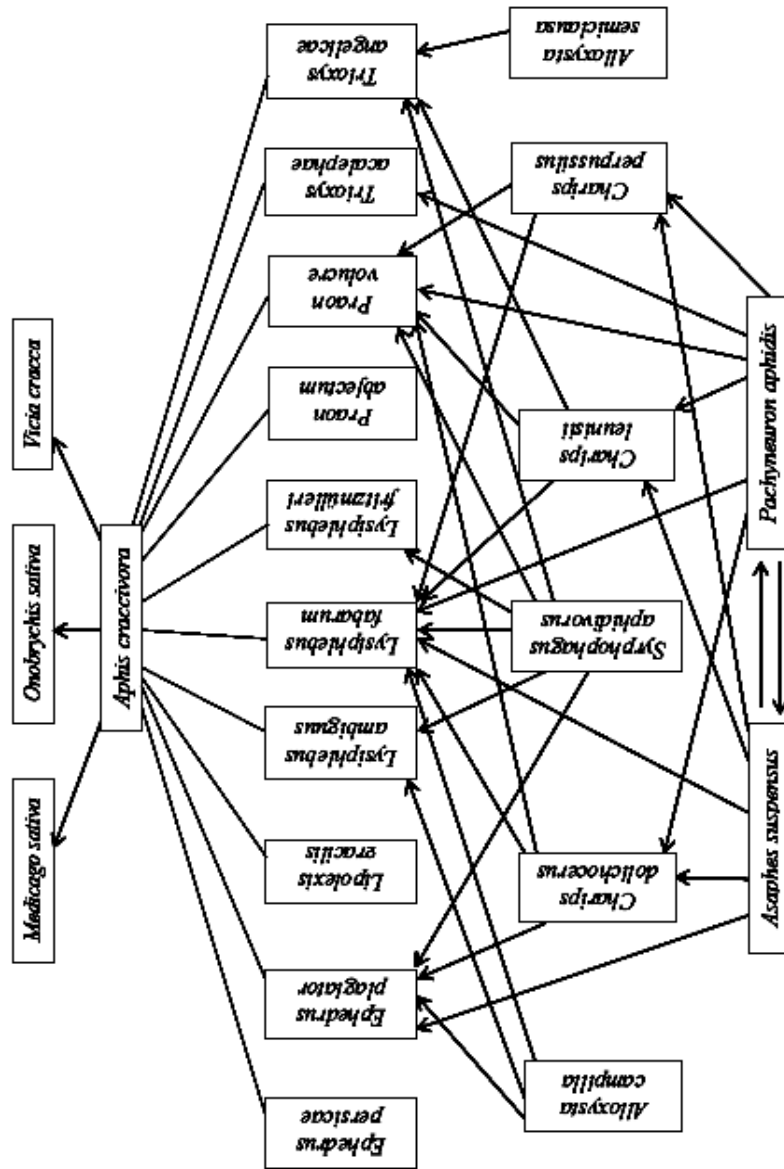 Medicago sativa
Onobrychis sativa
Vicia cracca
Aphis craccivora
Ephedrus
persicae
Ephedrus
plagiator
Lipolexis
gracilis
Lysiphlebus
ambiguus
Lysiphlebus
fabarum
Lysiphlebus
fritzmülleri
Praon
abjectum
Praon
volucre
Trioxys
acalephae
Trioxys
angelicae
Alloxysta
campilla
Charips
dolichocerus
Syrphophagus
aphidivorus
Charips
leunisii
Charips
perpussilus
Alloxysta
semiclausa
Asaphes suspensus
Pachyneuron aphidis